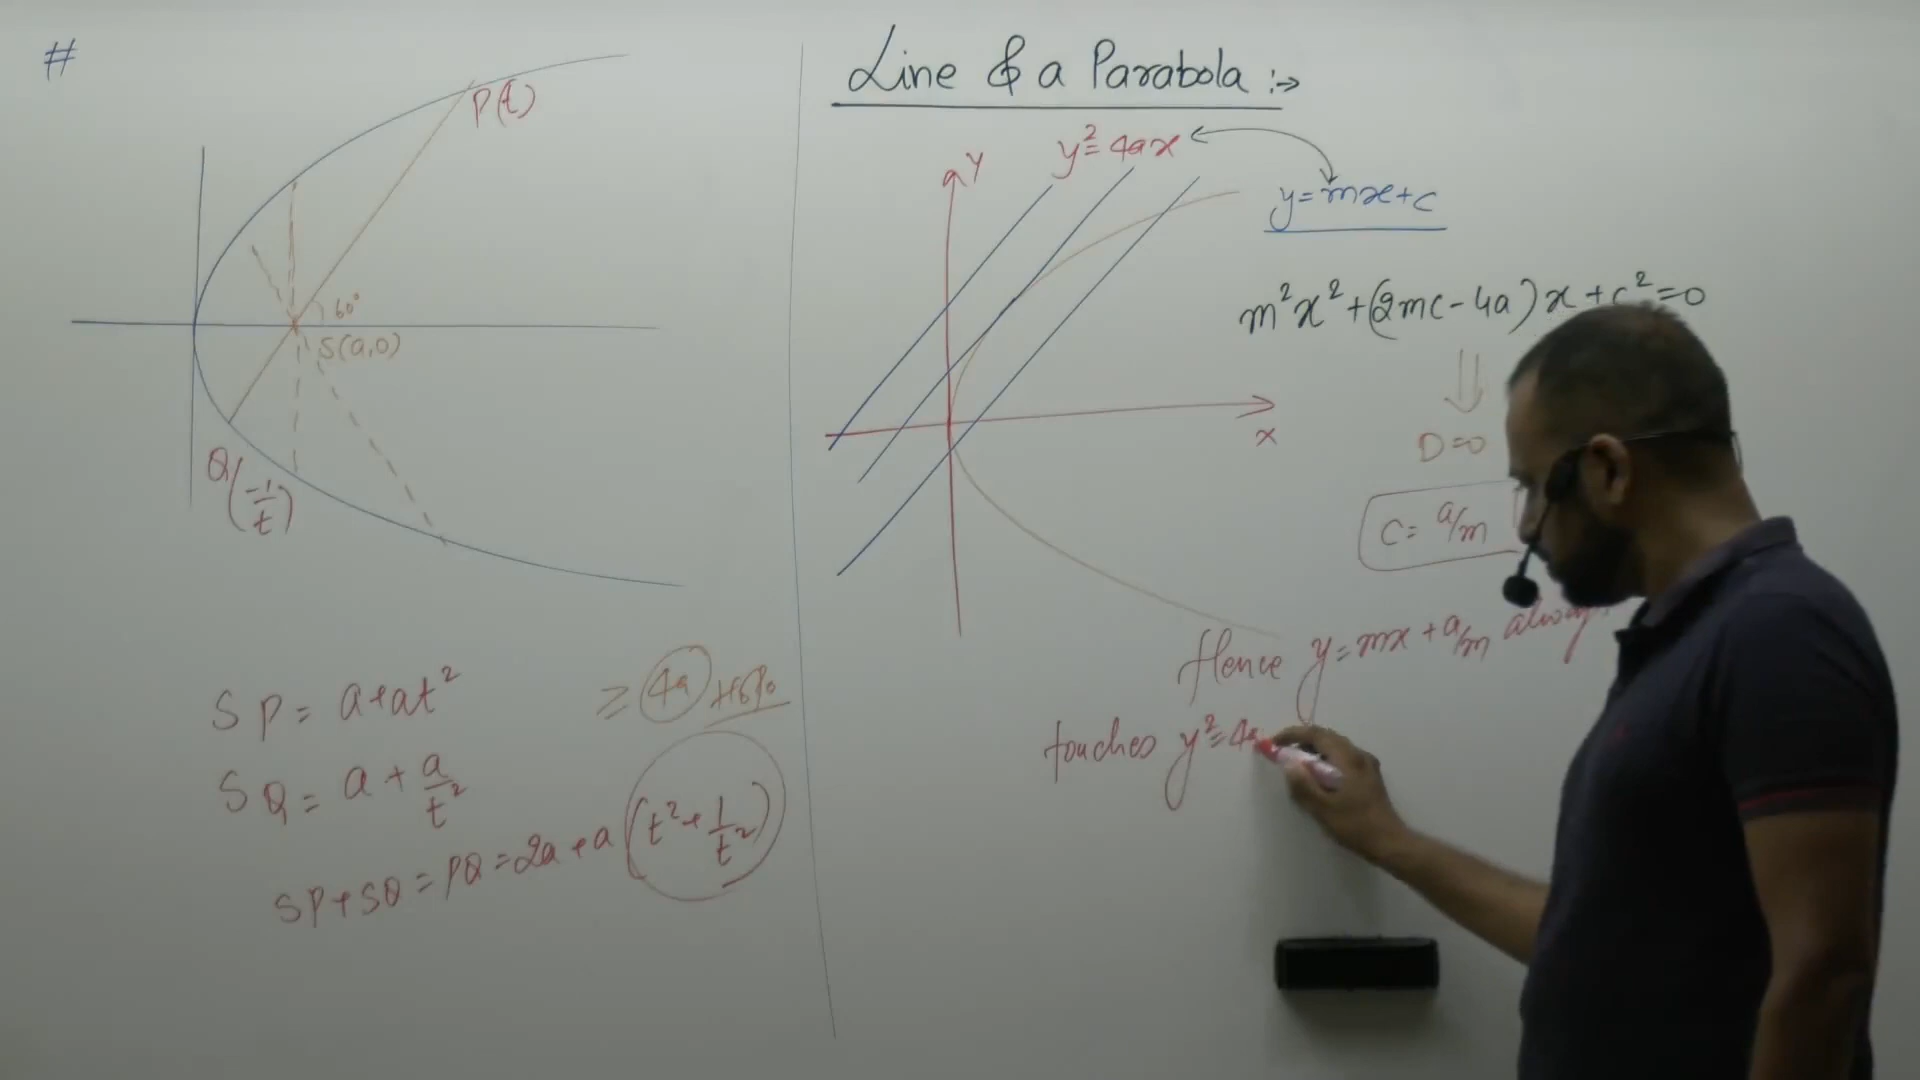 #
P(t)
60°
S(a,0)
Q(-1/t)
SP = a+at²
≥ 4a
SQ = a + a/t²
SP+SQ = PQ = 2a + a(t² + 1/t²)
Line & a Parabola :→
y² = 4ax
Y
y = mx+c
m²x² + (2mc - 4a)x + c² = 0
x
D=0
C = a/m
Hence y = mx + a/m always
touches y² = 4a